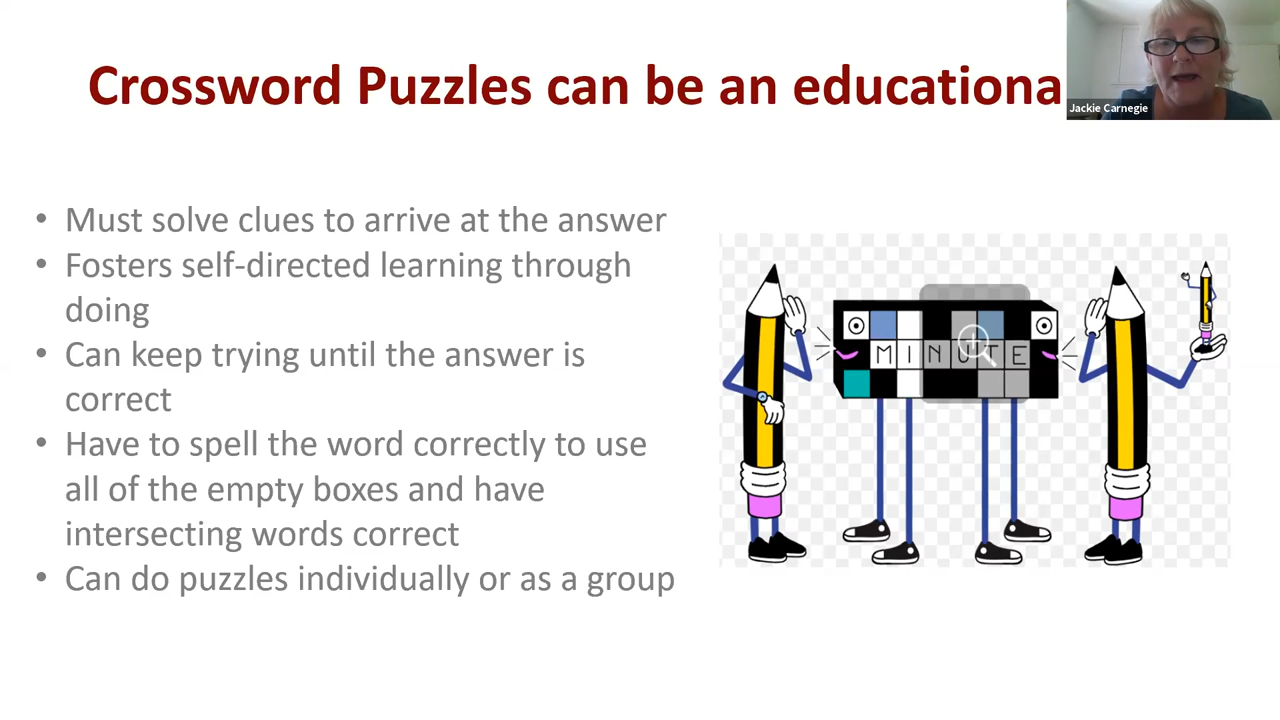 Crossword Puzzles can be an educationa
Jackie Carnegie
• Must solve clues to arrive at the answer
• Fosters self-directed learning through
doing
• Can keep trying until the answer is
correct
• Have to spell the word correctly to use
all of the empty boxes and have
intersecting words correct
• Can do puzzles individually or as a group
MINUTE